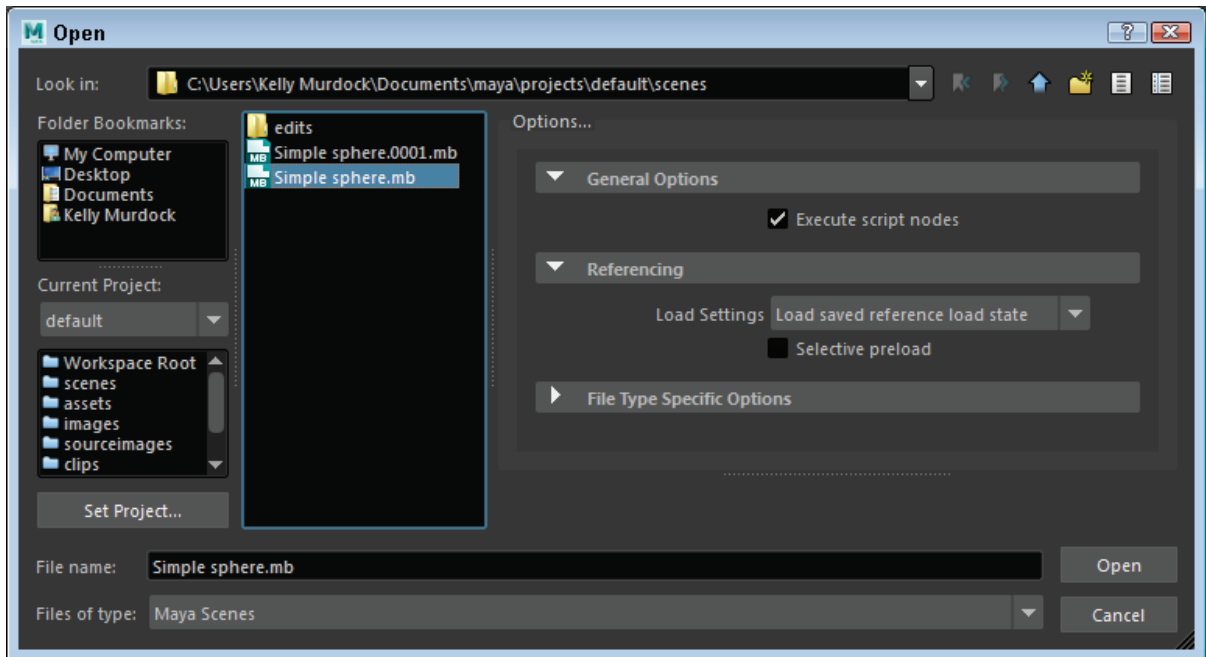 Open
Look in: C:\Users\Kelly Murdock\Documents\maya\projects\default\scenes
Folder Bookmarks:
My Computer
Desktop
Documents
Kelly Murdock
Current Project:
default
Workspace Root
scenes
assets
images
sourceimages
clips
Set Project...
edits
MB Simple sphere.0001.mb
MB Simple sphere.mb
Options...
General Options
Execute script nodes
Referencing
Load Settings Load saved reference load state
Selective preload
File Type Specific Options
File name: Simple sphere.mb
Open
Files of type: Maya Scenes
Cancel